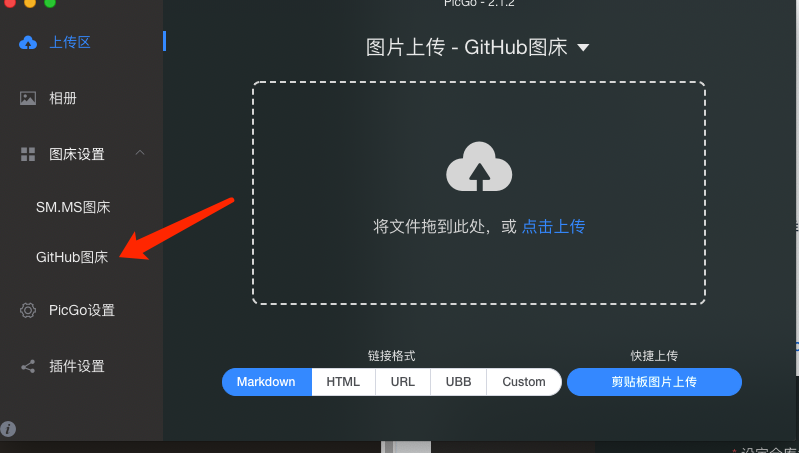 PicGo - 2.1.2
上传区
相册
图床设置
SM.MS图床
GitHub图床
PicGo设置
插件设置
图片上传 - GitHub图床
将文件拖到此处，或 点击上传
链接格式
快捷上传
Markdown HTML URL UBB Custom
剪贴板图片上传